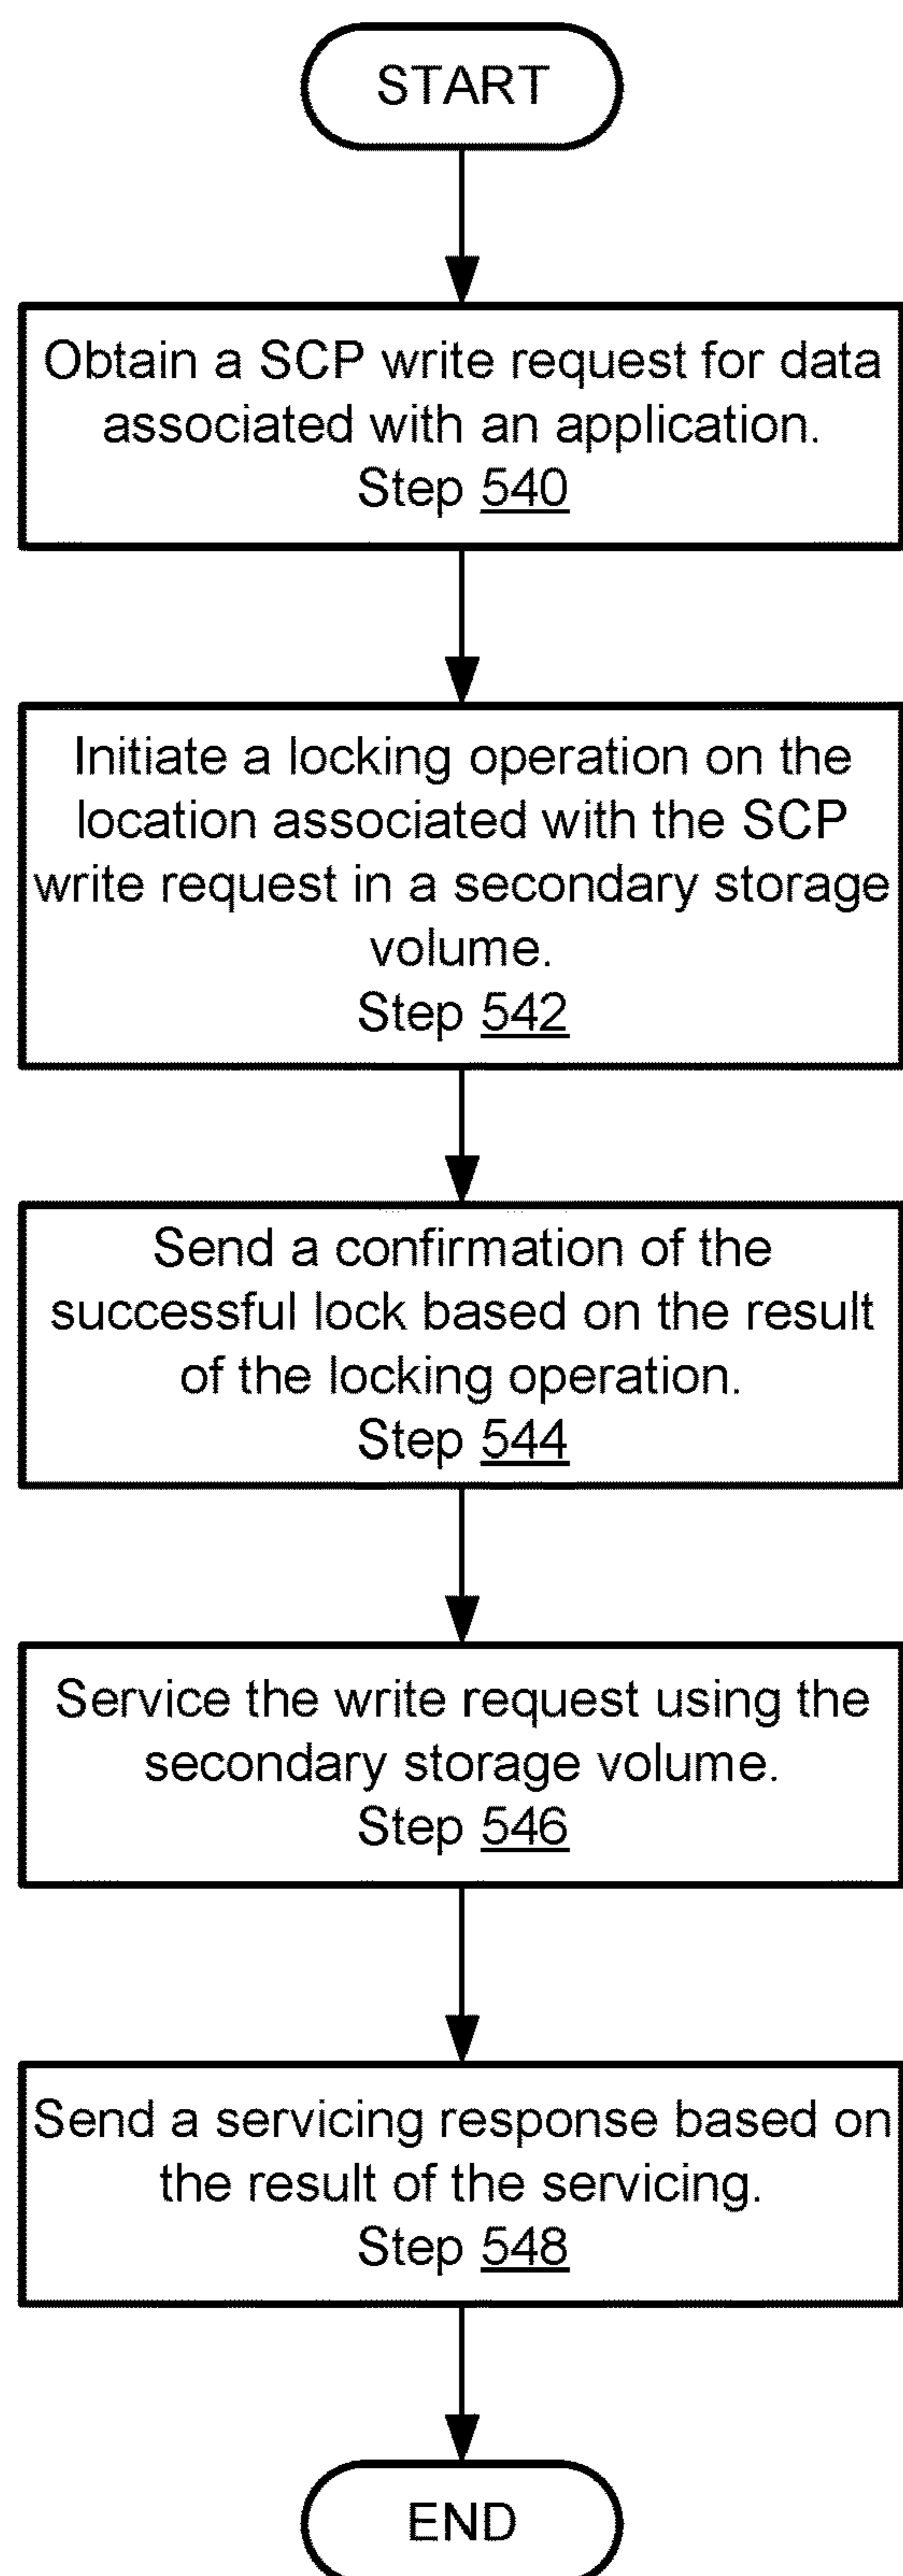 START
Obtain a SCP write request for data
associated with an application.
Step 540
Initiate a locking operation on the
location associated with the SCP
write request in a secondary storage
volume.
Step 542
Send a confirmation of the
successful lock based on the result
of the locking operation.
Step 544
Service the write request using the
secondary storage volume.
Step 546
Send a servicing response based on
the result of the servicing.
Step 548
END